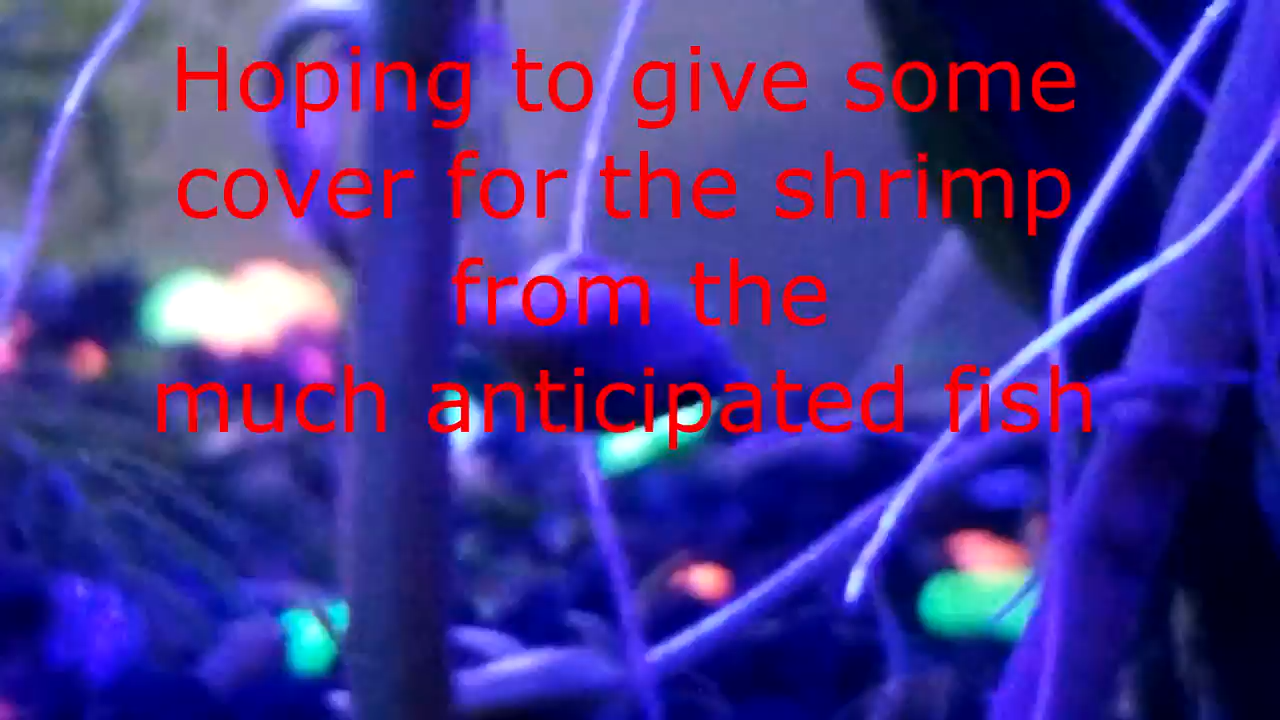 Hoping to give some
cover for the shrimp
from the
much anticipated fish